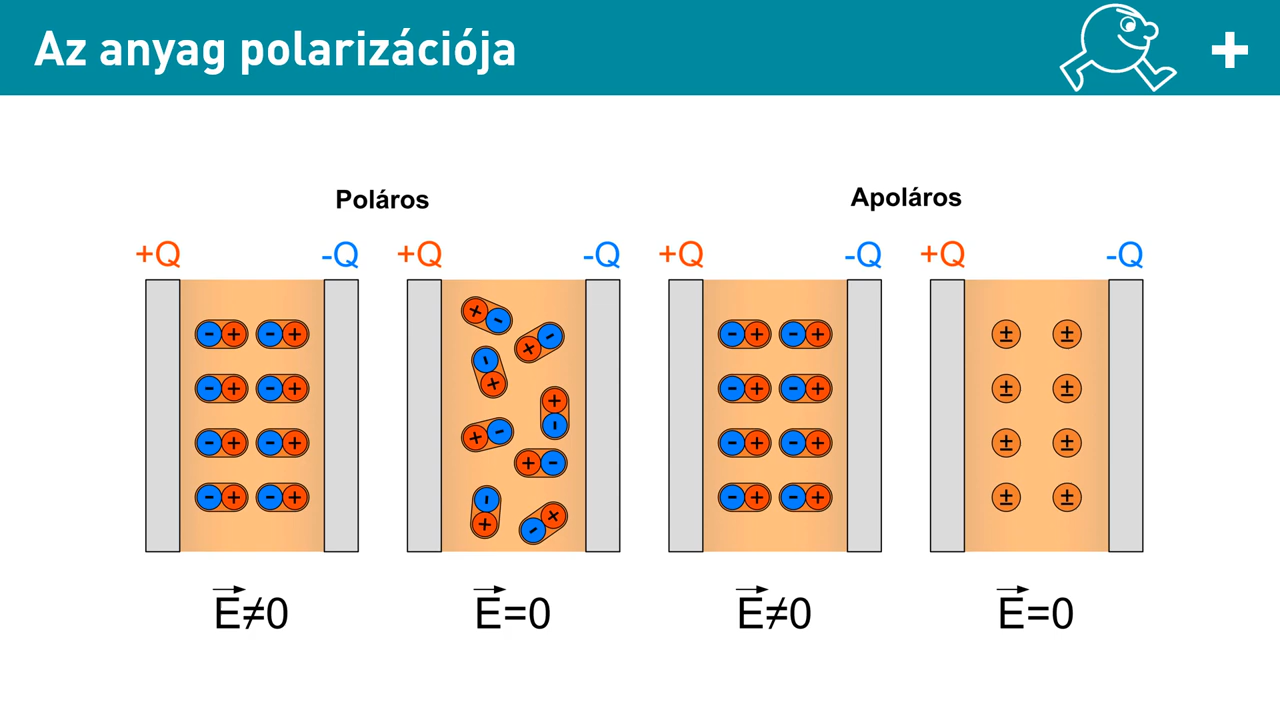 Az anyag polarizációja
Poláros
Apoláros
+Q -Q +Q -Q +Q -Q +Q -Q
- + - + + - + - - + - + ± ±
- + - + - + + - - + - + ± ±
- + - + + - + - - + - + ± ±
- + - + - + + - - + - + ± ±
E≠0 E=0 E≠0 E=0